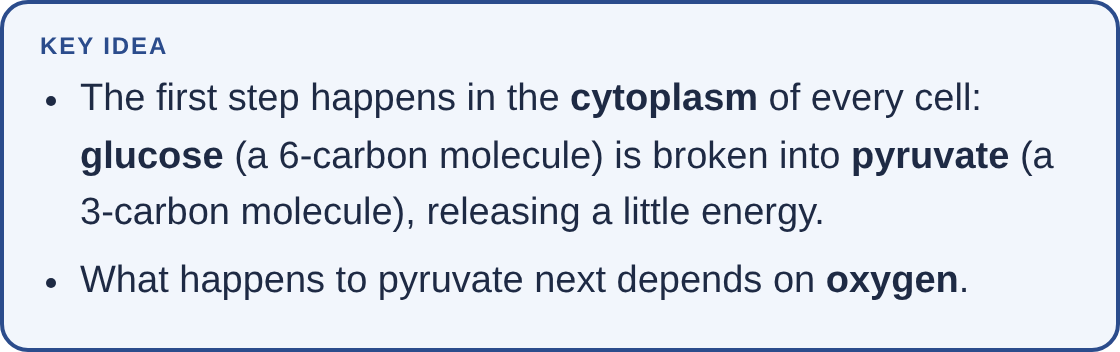 KEY IDEA
• The first step happens in the cytoplasm of every cell:
glucose (a 6-carbon molecule) is broken into pyruvate (a
3-carbon molecule), releasing a little energy.
• What happens to pyruvate next depends on oxygen.